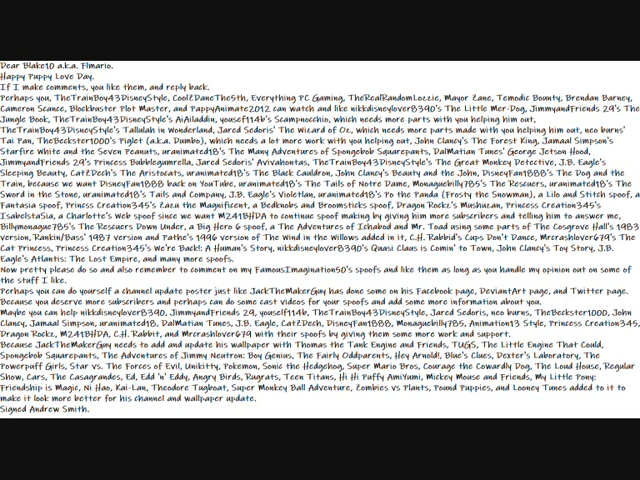 Dear Blake10 a.k.a. Elmario.
Happy Puppy Love Day.
If I make comments, you like them, and reply back.
Perhaps you, TheTrainBoy43DisneyStyle, CoolZDaneThe5th, Everything PC Gaming, TheRealRandomLozzie, Mayor Zane, Temodic Bounty, Brendan Barney,
Cameron Scance, Blockbuster Plot Master, and PappyAnimate2012 can watch and like nikkdisneylover8390's The Little Mer-Dog, JimmyandFriends 29's The
Jungle Book, TheTrainBoy43DisneyStyle's AiAiladdin, yousef114b's Scampnocchio, which needs more parts with you helping him out,
TheTrainBoy43DisneyStyle's Tallulah in Wonderland, Jared Sedoris' The Wizard of Oz, which needs more parts made with you helping him out, neo burns'
Tai Pan, TheBeckster1000's Piglet (a.k.a. Dumbo), which needs a lot more work with you helping out, John Clancy's The Forest King, Jamaal Simpson's
Starfire White and the Seven Peanuts, uranimated18's The Many Adventures of Spongebob Squarepants, DalMatian Tunes' George Jetson Hood,
JimmyandFriends 29's Princess Bubblegumrella, Jared Sedoris' Avivahontas, TheTrainBoy43DisneyStyle's The Great Monkey Detective, J.B. Eagle's
Sleeping Beauty, CatZDech's The Aristocats, uranimated18's The Black Cauldron, John Clancy's Beauty and the John, DisneyFan1888's The Dog and the
Train, because we want DisneyFan1888 back on YouTube, uranimated18's The Tails of Notre Dame, Monaguebilly785's The Rescuers, uranimated18's The
Sword in the Stone, uranimated18's Tails and Company, J.B. Eagle's Violetlan, uranimated18's Po the Panda (Frosty the Snowman), a Lilo and Stitch spoof, a
Fantasia spoof, Princess Creation345's Zazu the Magnificent, a Bedknobs and Broomsticks spoof, Dragon Rockz's Mushuzan, Princess Creation345's
IsabelstaSia, a Charlotte's Web spoof since we want M241BHDA to continue spoof making by giving him more subscribers and telling him to answer me,
Billymonague785's The Rescuers Down Under, a Big Hero 6 spoof, a The Adventures of Ichabod and Mr. Toad using some parts of The Cosgrove Hall's 1983
version, Rankin/Bass' 1987 version and Pathe's 1996 version of The Wind in the Willows added in it, C.H. Rabbid's Cups Don't Dance, Mrcrashlover679's The
Cat Princess, Princess Creation345's We're Back: A Human's Story, nikkdisneylover8390's Quasi Claus is Comin' to Town, John Clancy's Toy Story, J.B.
Eagle's Atlantis: The Lost Empire, and many more spoofs.
Now pretty please do so and also remember to comment on my FamousImagination50's spoofs and like them as long as you handle my opinion out on some of
the stuff I like.
Perhaps you can do yourself a channel update poster just like JackTheMakerGuy has done some on his Facebook page, DeviantArt page, and Twitter page.
Because you deserve more subscribers and perhaps can do some cast videos for your spoofs and add some more information about you.
Maybe you can help nikkdisneylover8390, JimmyandFriends 29, yousef114b, TheTrainBoy43DisneyStyle, Jared Sedoris, neo burns, TheBeckster1000, John
Clancy, Jamaal Simpson, uranimated18, DalMatian Tunes, J.B. Eagle, CatZDech, DisneyFan1888, Monaguebilly785, Animation13 Style, Princess Creation345,
Dragon Rockz, M241BHDA, C.H. Rabbit, and Mrcrashlover679 with their spoofs by giving them some more work and support.
Because JackTheMakerGuy needs to add and update his wallpaper with Thomas the Tank Engine and Friends, TUGS, The Little Engine That Could,
Spongebob Squarepants, The Adventures of Jimmy Neutron: Boy Genius, The Fairly Oddparents, Hey Arnold!, Blue's Clues, Dexter's Laboratory, The
Powerpuff Girls, Star vs. The Forces of Evil, Unikitty, Pokemon, Sonic the Hedgehog, Super Mario Bros, Courage the Cowardly Dog, The Loud House, Regular
Show, Cars, The Casagrandes, Ed, Edd 'n' Eddy, Angry Birds, Rugrats, Teen Titans, Hi Hi Puffy AmiYumi, Mickey Mouse and Friends, My Little Pony:
Friendship is Magic, Ni Hao, Kai-Lan, Theodore Tugboat, Super Monkey Ball Adventure, Zombies vs Plants, Pound Puppies, and Looney Tunes added to it to
make it look more better for his channel and wallpaper update.
Signed Andrew Smith.